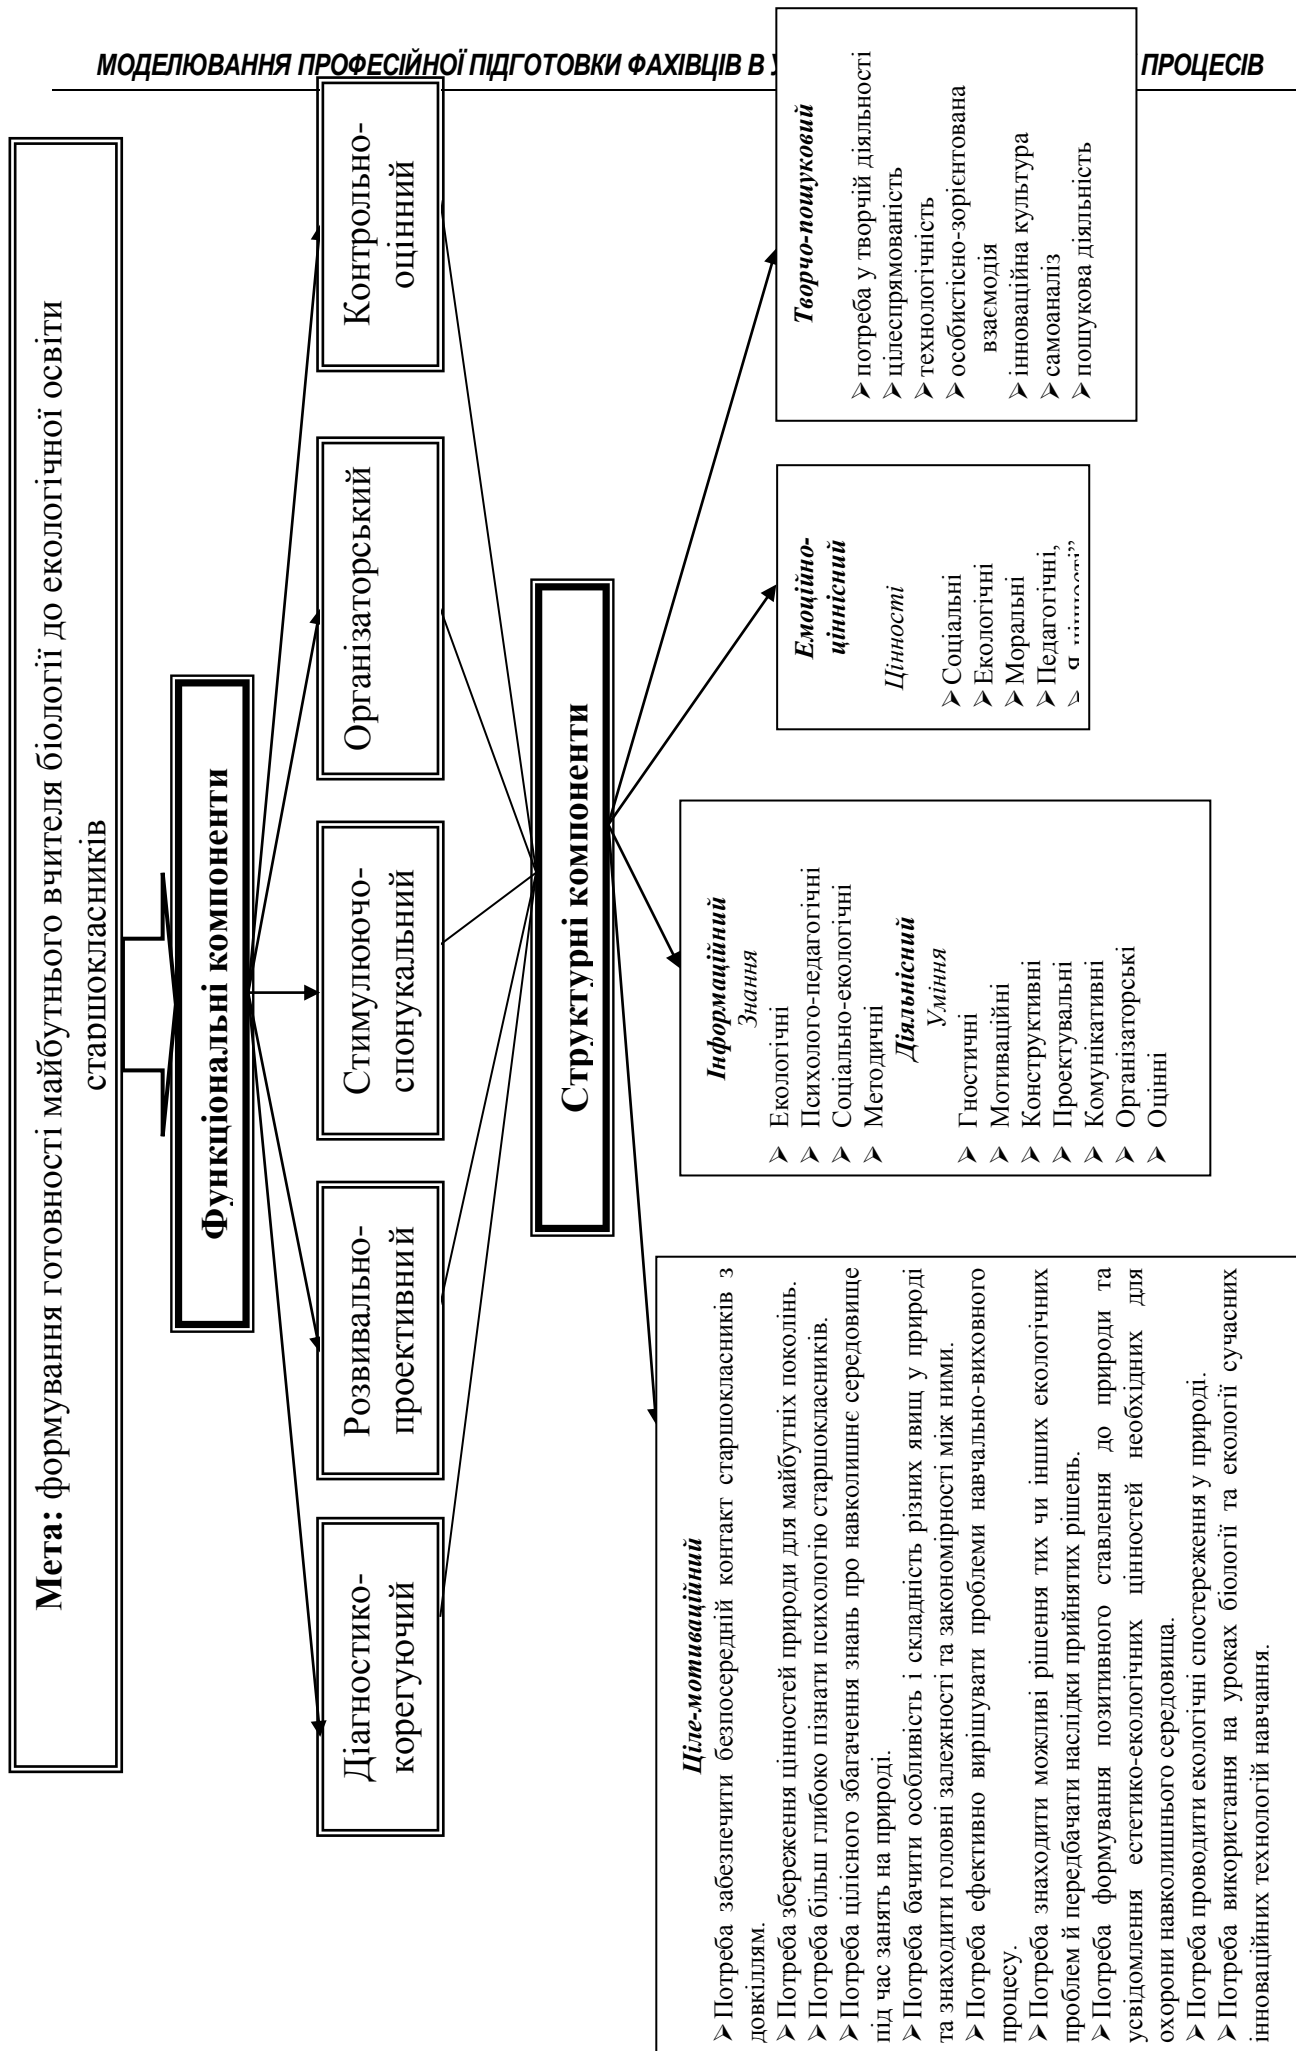 МОДЕЛЮВАННЯ ПРОФЕСІЙНОЇ ПІДГОТОВКИ ФАХІВЦІВ В ПРОЦЕСІВ
Мета: формування готовності майбутнього вчителя біології до екологічної освіти
старшокласників
Функціональні компоненти
Діагностико-
корегуючий
Розвивально-
проективний
Стимулюючо-
спонукальний
Організаторський
Контрольно-
оцінний
Структурні компоненти
Ціле-мотиваційний
➢ Потреба забезпечити безпосередній контакт старшокласників з
довкіллям.
➢ Потреба збереження цінностей природи для майбутніх поколінь.
➢ Потреба більш глибоко пізнати психологію старшокласників.
➢ Потреба цілісного збагачення знань про навколишнє середовище
під час занять на природі.
➢ Потреба бачити особливість і складність різних явищ у природі
та знаходити головні залежності та закономірності між ними.
➢ Потреба ефективно вирішувати проблеми навчально-виховного
процесу.
➢ Потреба знаходити можливі рішення тих чи інших екологічних
проблем й передбачати наслідки прийнятих рішень.
➢ Потреба формування позитивного ставлення до природи та
усвідомлення естетико-екологічних цінностей необхідних для
охорони навколишнього середовища.
➢ Потреба проводити екологічні спостереження у природі.
➢ Потреба використання на уроках біології та екології сучасних
інноваційних технологій навчання.
Інформаційний
Знання
➢ Екологічні
➢ Психолого-педагогічні
➢ Соціально-екологічні
➢ Методичні
Діяльнісний
Уміння
➢ Гностичні
➢ Мотиваційні
➢ Конструктивні
➢ Проектувальні
➢ Комунікативні
➢ Організаторські
➢ Оцінні
Емоційно-
ціннісний
Цінності
➢ Соціальні
➢ Екологічні
➢ Моральні
➢ Педагогічні,
Творчо-пошуковий
➢ потреба у творчій діяльності
➢ цілеспрямованість
➢ технологічність
➢ особистісно-зорієнтована
взаємодія
➢ інноваційна культура
➢ самоаналіз
➢ пошукова діяльність